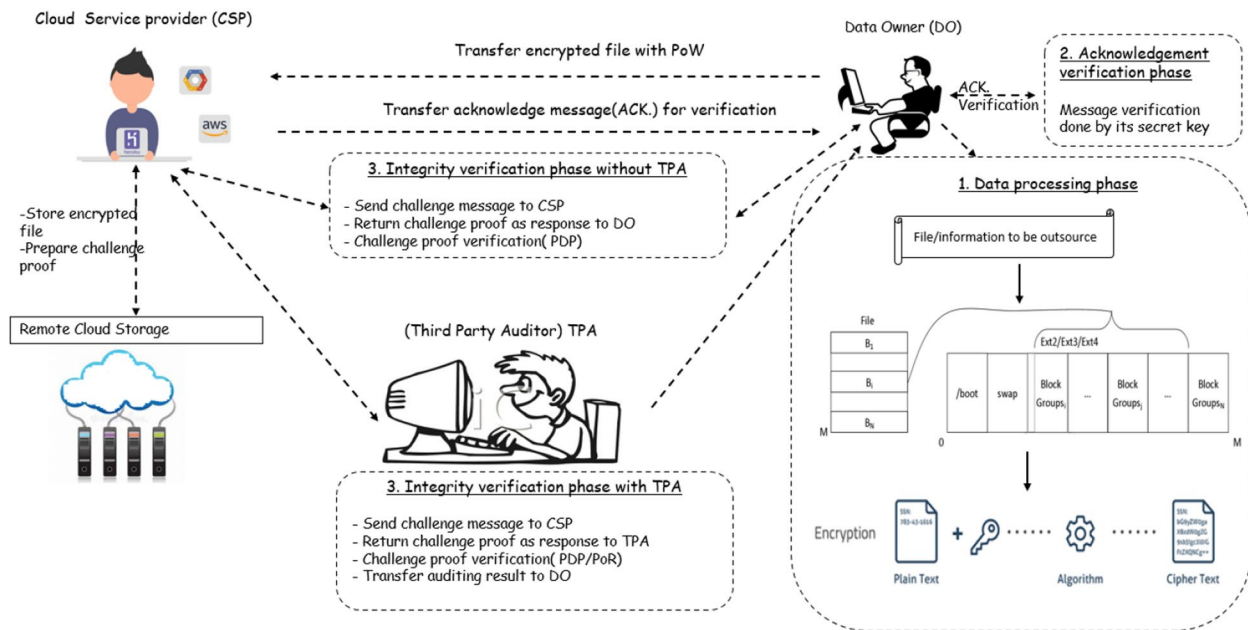 Cloud Service provider (CSP)
Data Owner (DO)
Transfer encrypted file with PoW
Transfer acknowledge message(ACK.) for verification
aws
ACK.
Verification
2. Acknowledgement
verification phase
Message verification
done by its secret key
3. Integrity verification phase without TPA
- Send challenge message to CSP
- Return challenge proof as response to DO
- Challenge proof verification( PDP)
-Store encrypted
file
-Prepare challenge
proof
Remote Cloud Storage
(Third Party Auditor) TPA
3. Integrity verification phase with TPA
- Send challenge message to CSP
- Return challenge proof as response to TPA
- Challenge proof verification( PDP/PoR)
- Transfer auditing result to DO
1. Data processing phase
File/information to be outsource
File
B1
Bi
BN
M
Ext2/Ext3/Ext4
/boot
swap
Block
Groupsi
...
Block
Groupsj
...
Block
GroupsN
0
M
Encryption
SSN:
783-43-1616
+
Plain Text
Algorithm
SSN:
Cipher Text